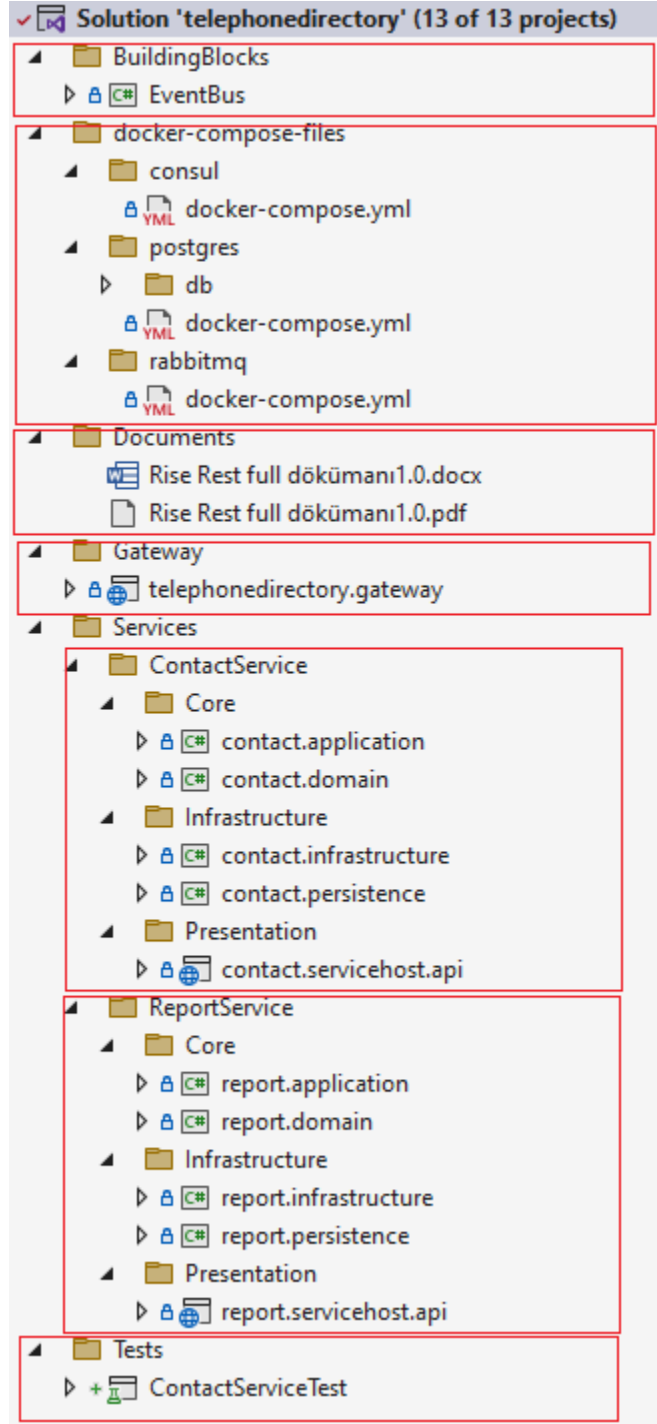 Solution 'telephonedirectory' (13 of 13 projects)
BuildingBlocks
C# EventBus
docker-compose-files
consul
YML docker-compose.yml
postgres
db
YML docker-compose.yml
rabbitmq
YML docker-compose.yml
Documents
W Rise Rest full dökümanı1.0.docx
Rise Rest full dökümanı1.0.pdf
Gateway
telephonedirectory.gateway
Services
ContactService
Core
C# contact.application
C# contact.domain
Infrastructure
C# contact.infrastructure
C# contact.persistence
Presentation
contact.servicehost.api
ReportService
Core
C# report.application
C# report.domain
Infrastructure
C# report.infrastructure
C# report.persistence
Presentation
report.servicehost.api
Tests
ContactServiceTest